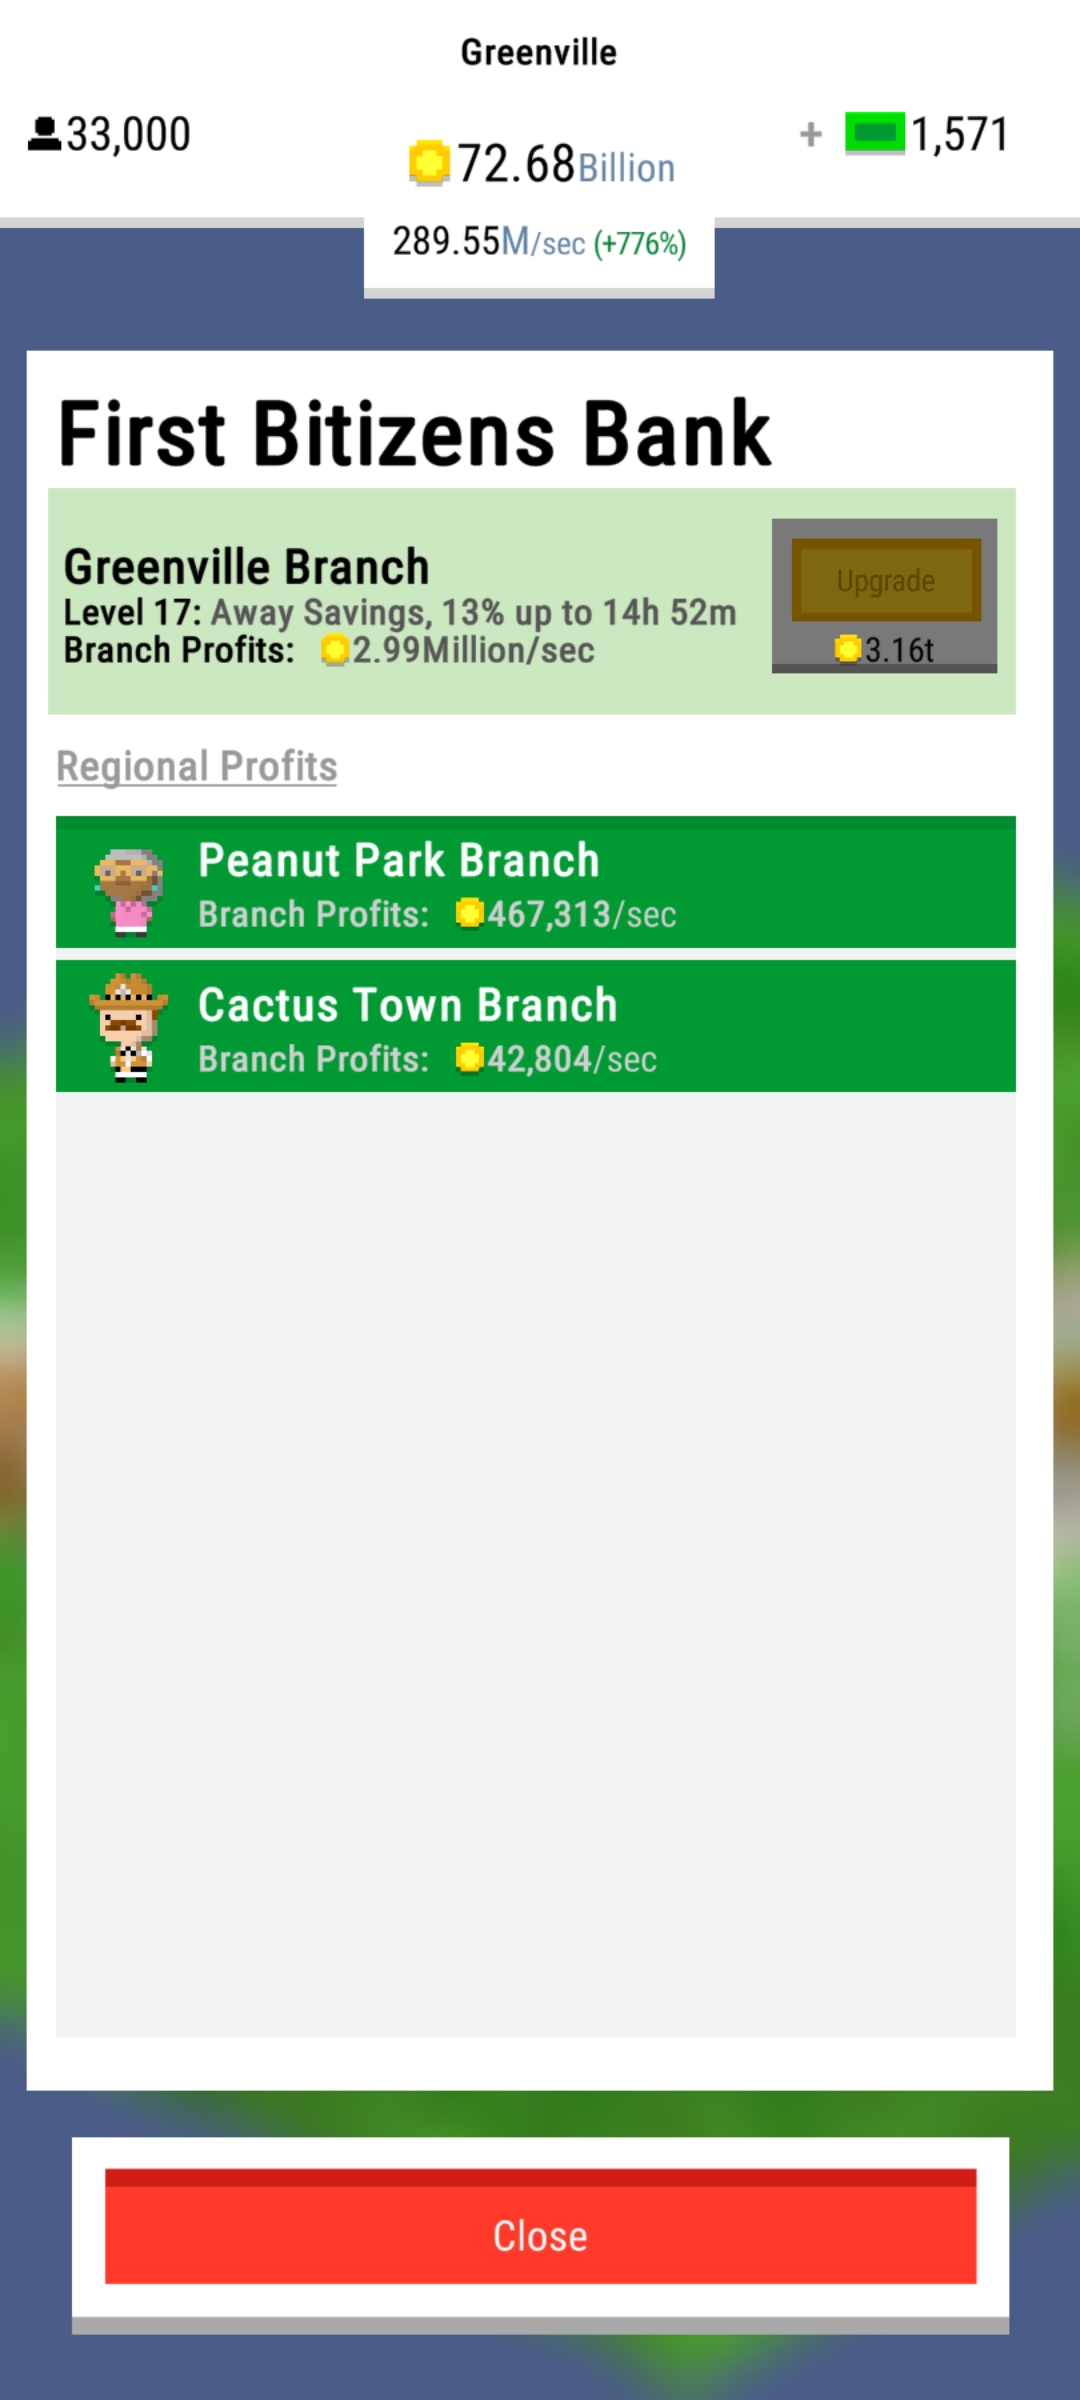 Greenville
33,000
72.68Billion
+ 1,571
289.55M/sec (+776%)
First Bitizens Bank
Greenville Branch
Level 17: Away Savings, 13% up to 14h 52m
Branch Profits: 2.99Million/sec
Upgrade
3.16t
Regional Profits
Peanut Park Branch
Branch Profits: 467,313/sec
Cactus Town Branch
Branch Profits: 42,804/sec
Close